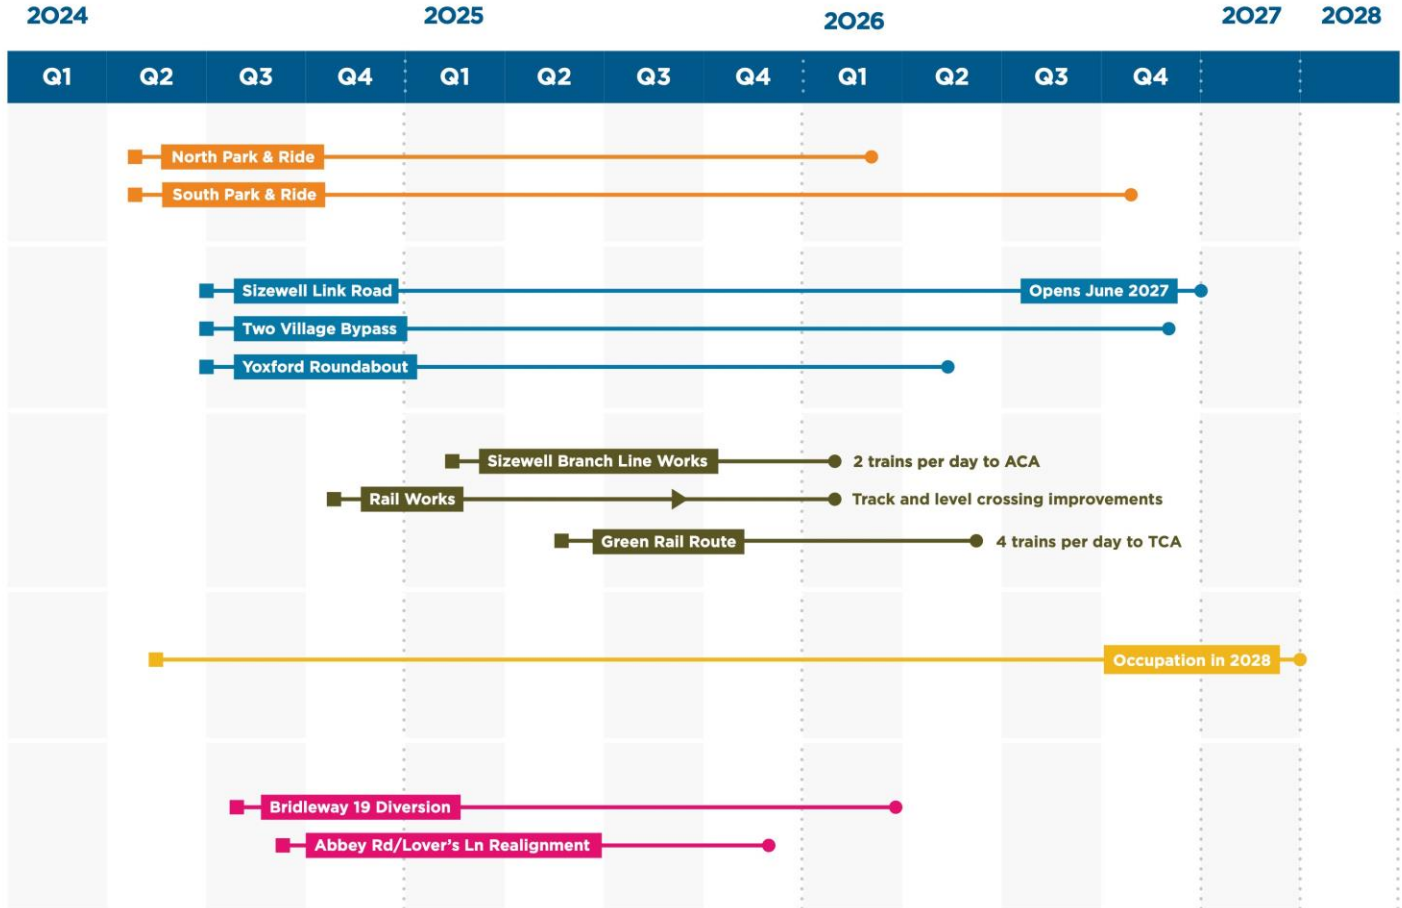 2024 2025 2026 2027 2028
Q1 Q2 Q3 Q4 Q1 Q2 Q3 Q4 Q1 Q2 Q3 Q4
North Park & Ride
South Park & Ride
Sizewell Link Road Opens June 2027
Two Village Bypass
Yoxford Roundabout
Sizewell Branch Line Works 2 trains per day to ACA
Rail Works Track and level crossing improvements
Green Rail Route 4 trains per day to TCA
Occupation in 2028
Bridleway 19 Diversion
Abbey Rd/Lover's Ln Realignment